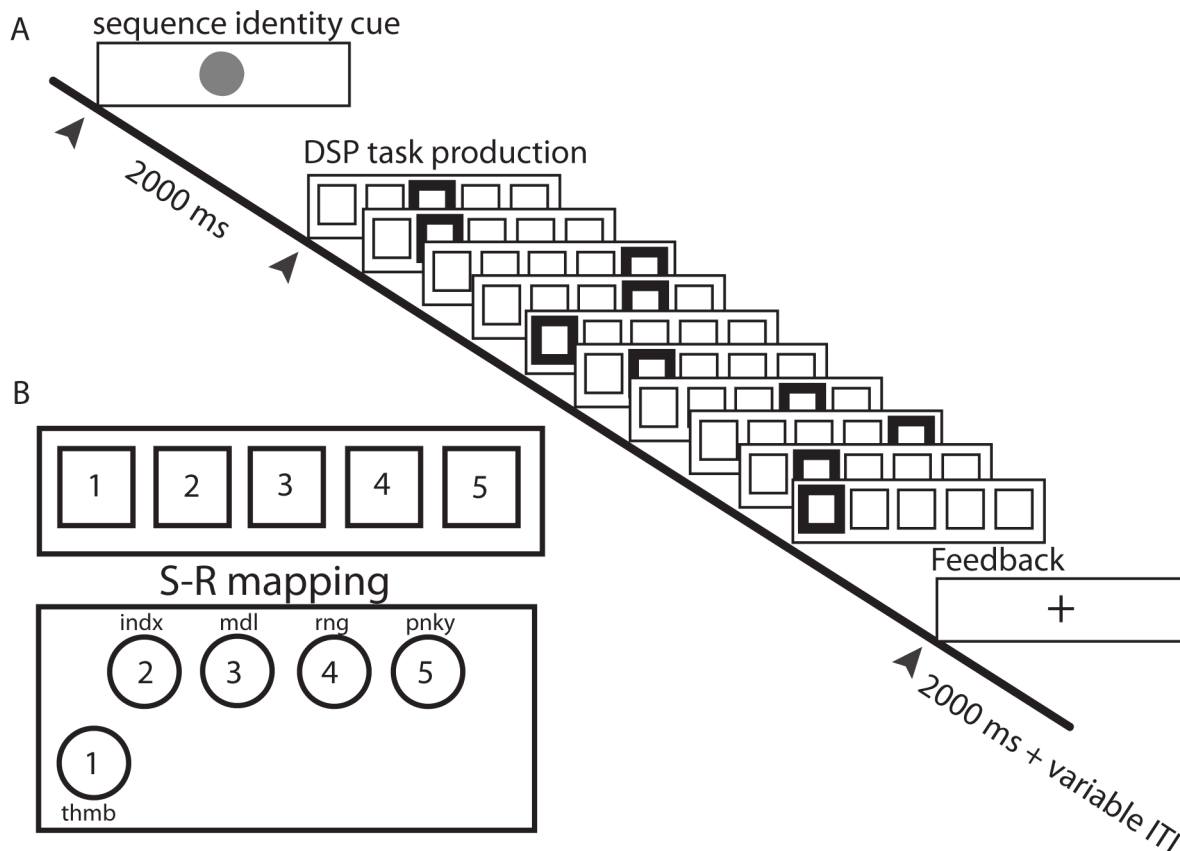 A
sequence identity cue
2000 ms
DSP task production
B
1 2 3 4 5
S-R mapping
indx mdl rng pnky
2 3 4 5
1
thmb
Feedback
+
2000 ms + variable ITI